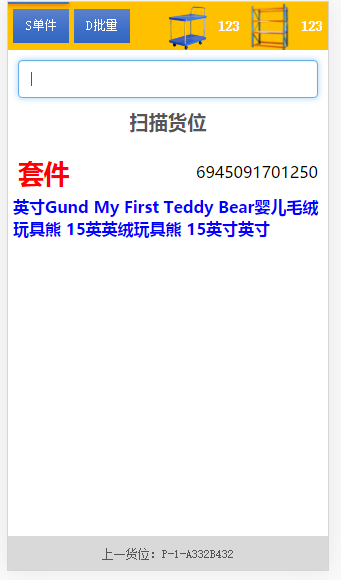 S单件 D批量 123 123
扫描货位
套件 6945091701250
英寸Gund My First Teddy Bear婴儿毛绒
玩具熊 15英英绒玩具熊 15英寸英寸
上一货位: P-1-A332B432